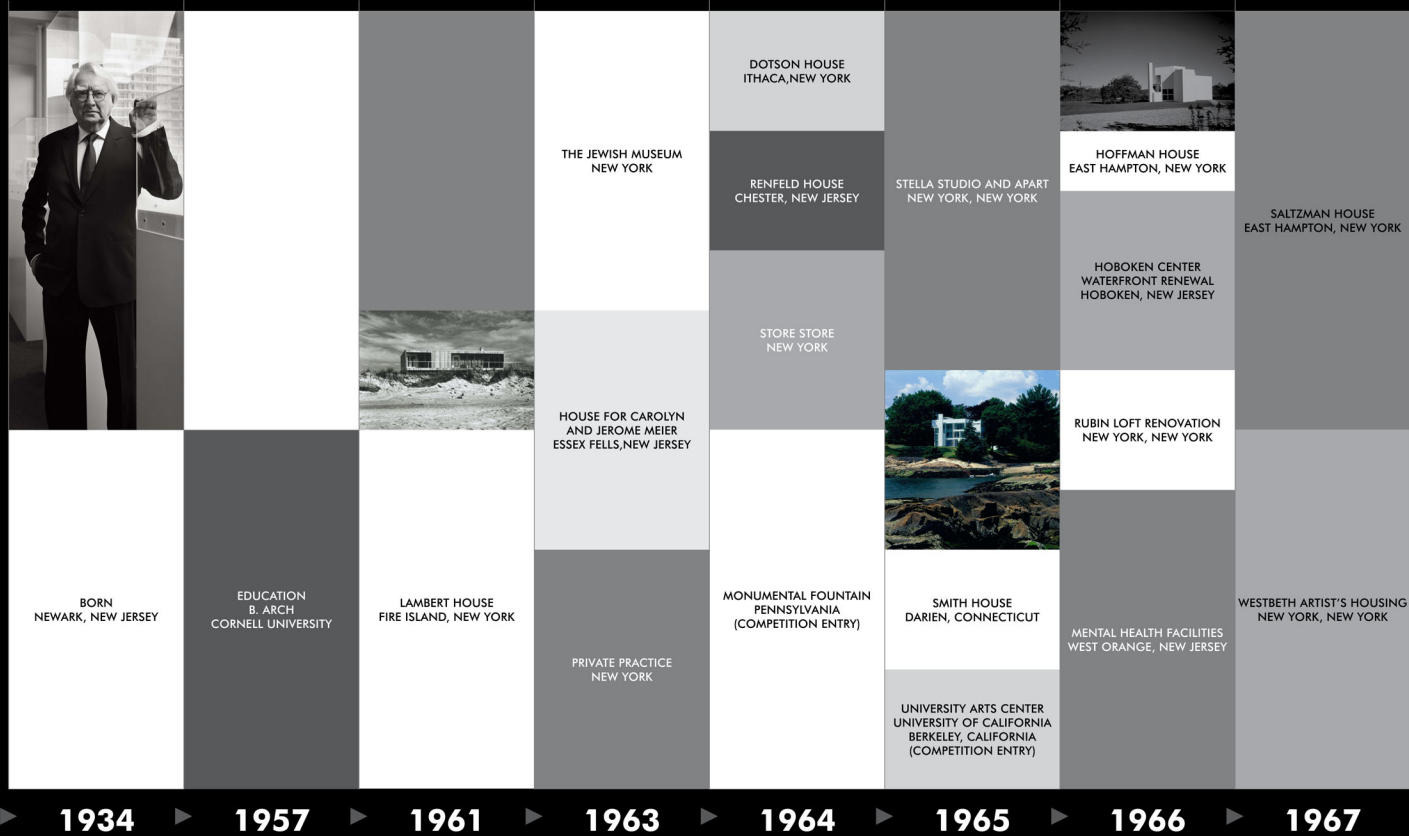 BORN
NEWARK, NEW JERSEY
EDUCATION
B. ARCH
CORNELL UNIVERSITY
LAMBERT HOUSE
FIRE ISLAND, NEW YORK
THE JEWISH MUSEUM
NEW YORK
HOUSE FOR CAROLYN
AND JEROME MEIER
ESSEX FELLS,NEW JERSEY
PRIVATE PRACTICE
NEW YORK
DOTSON HOUSE
ITHACA,NEW YORK
RENFELD HOUSE
CHESTER, NEW JERSEY
STORE STORE
NEW YORK
MONUMENTAL FOUNTAIN
PENNSYLVANIA
(COMPETITION ENTRY)
STELLA STUDIO AND APART
NEW YORK, NEW YORK
SMITH HOUSE
DARIEN, CONNECTICUT
UNIVERSITY ARTS CENTER
UNIVERSITY OF CALIFORNIA
BERKELEY, CALIFORNIA
(COMPETITION ENTRY)
HOFFMAN HOUSE
EAST HAMPTON, NEW YORK
HOBOKEN CENTER
WATERFRONT RENEWAL
HOBOKEN, NEW JERSEY
RUBIN LOFT RENOVATION
NEW YORK, NEW YORK
MENTAL HEALTH FACILITIES
WEST ORANGE, NEW JERSEY
SALTZMAN HOUSE
EAST HAMPTON, NEW YORK
WESTBETH ARTIST'S HOUSING
NEW YORK, NEW YORK
1934 1957 1961 1963 1964 1965 1966 1967